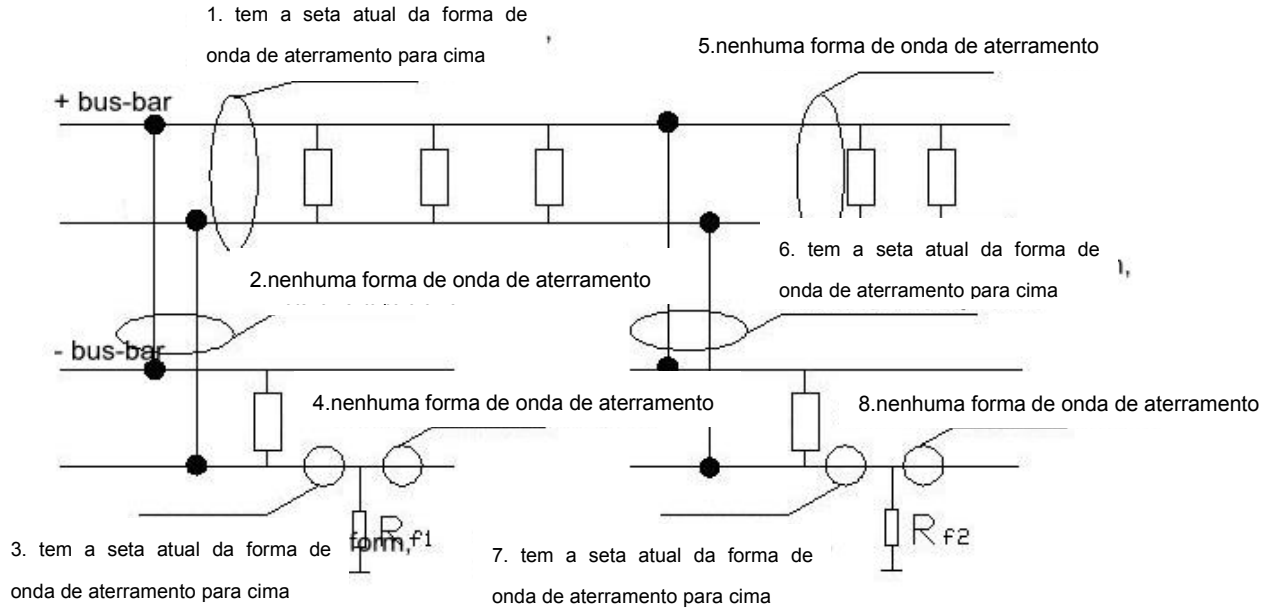 1. tem a seta atual da forma de
onda de aterramento para cima
,
5.nenhuma forma de onda de aterramento
+ bus-bar
2.nenhuma forma de onda de aterramento
6. tem a seta atual da forma de
onda de aterramento para cima
- bus-bar
4.nenhuma forma de onda de aterramento
8.nenhuma forma de onda de aterramento
Rf1
Rf2
3. tem a seta atual da forma de
onda de aterramento para cima
form,
7. tem a seta atual da forma de
onda de aterramento para cima